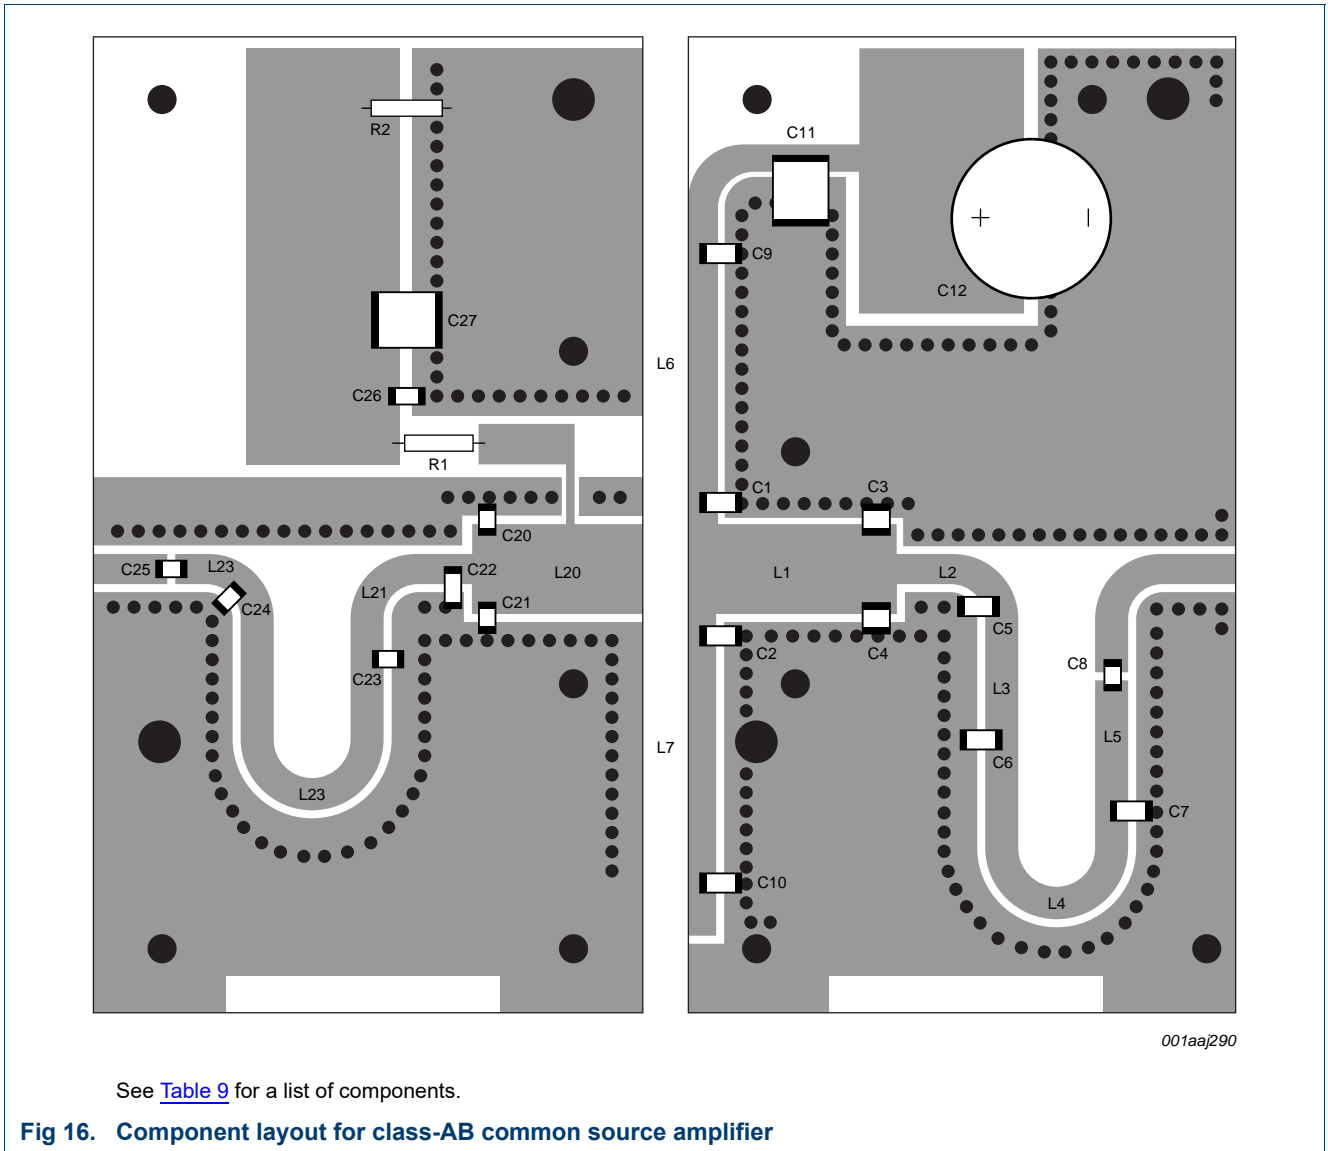 R2
C11
C9
C12
C27
L6
C26
R1
C1
C3
C20
C25
L23
C22
L20
L1
L2
C24
L21
C21
C5
C2
C4
C23
C8
L3
L5
L7
C6
L23
C7
C10
L4
+
|
001aaj290
See Table 9 for a list of components.
Fig 16. Component layout for class-AB common source amplifier